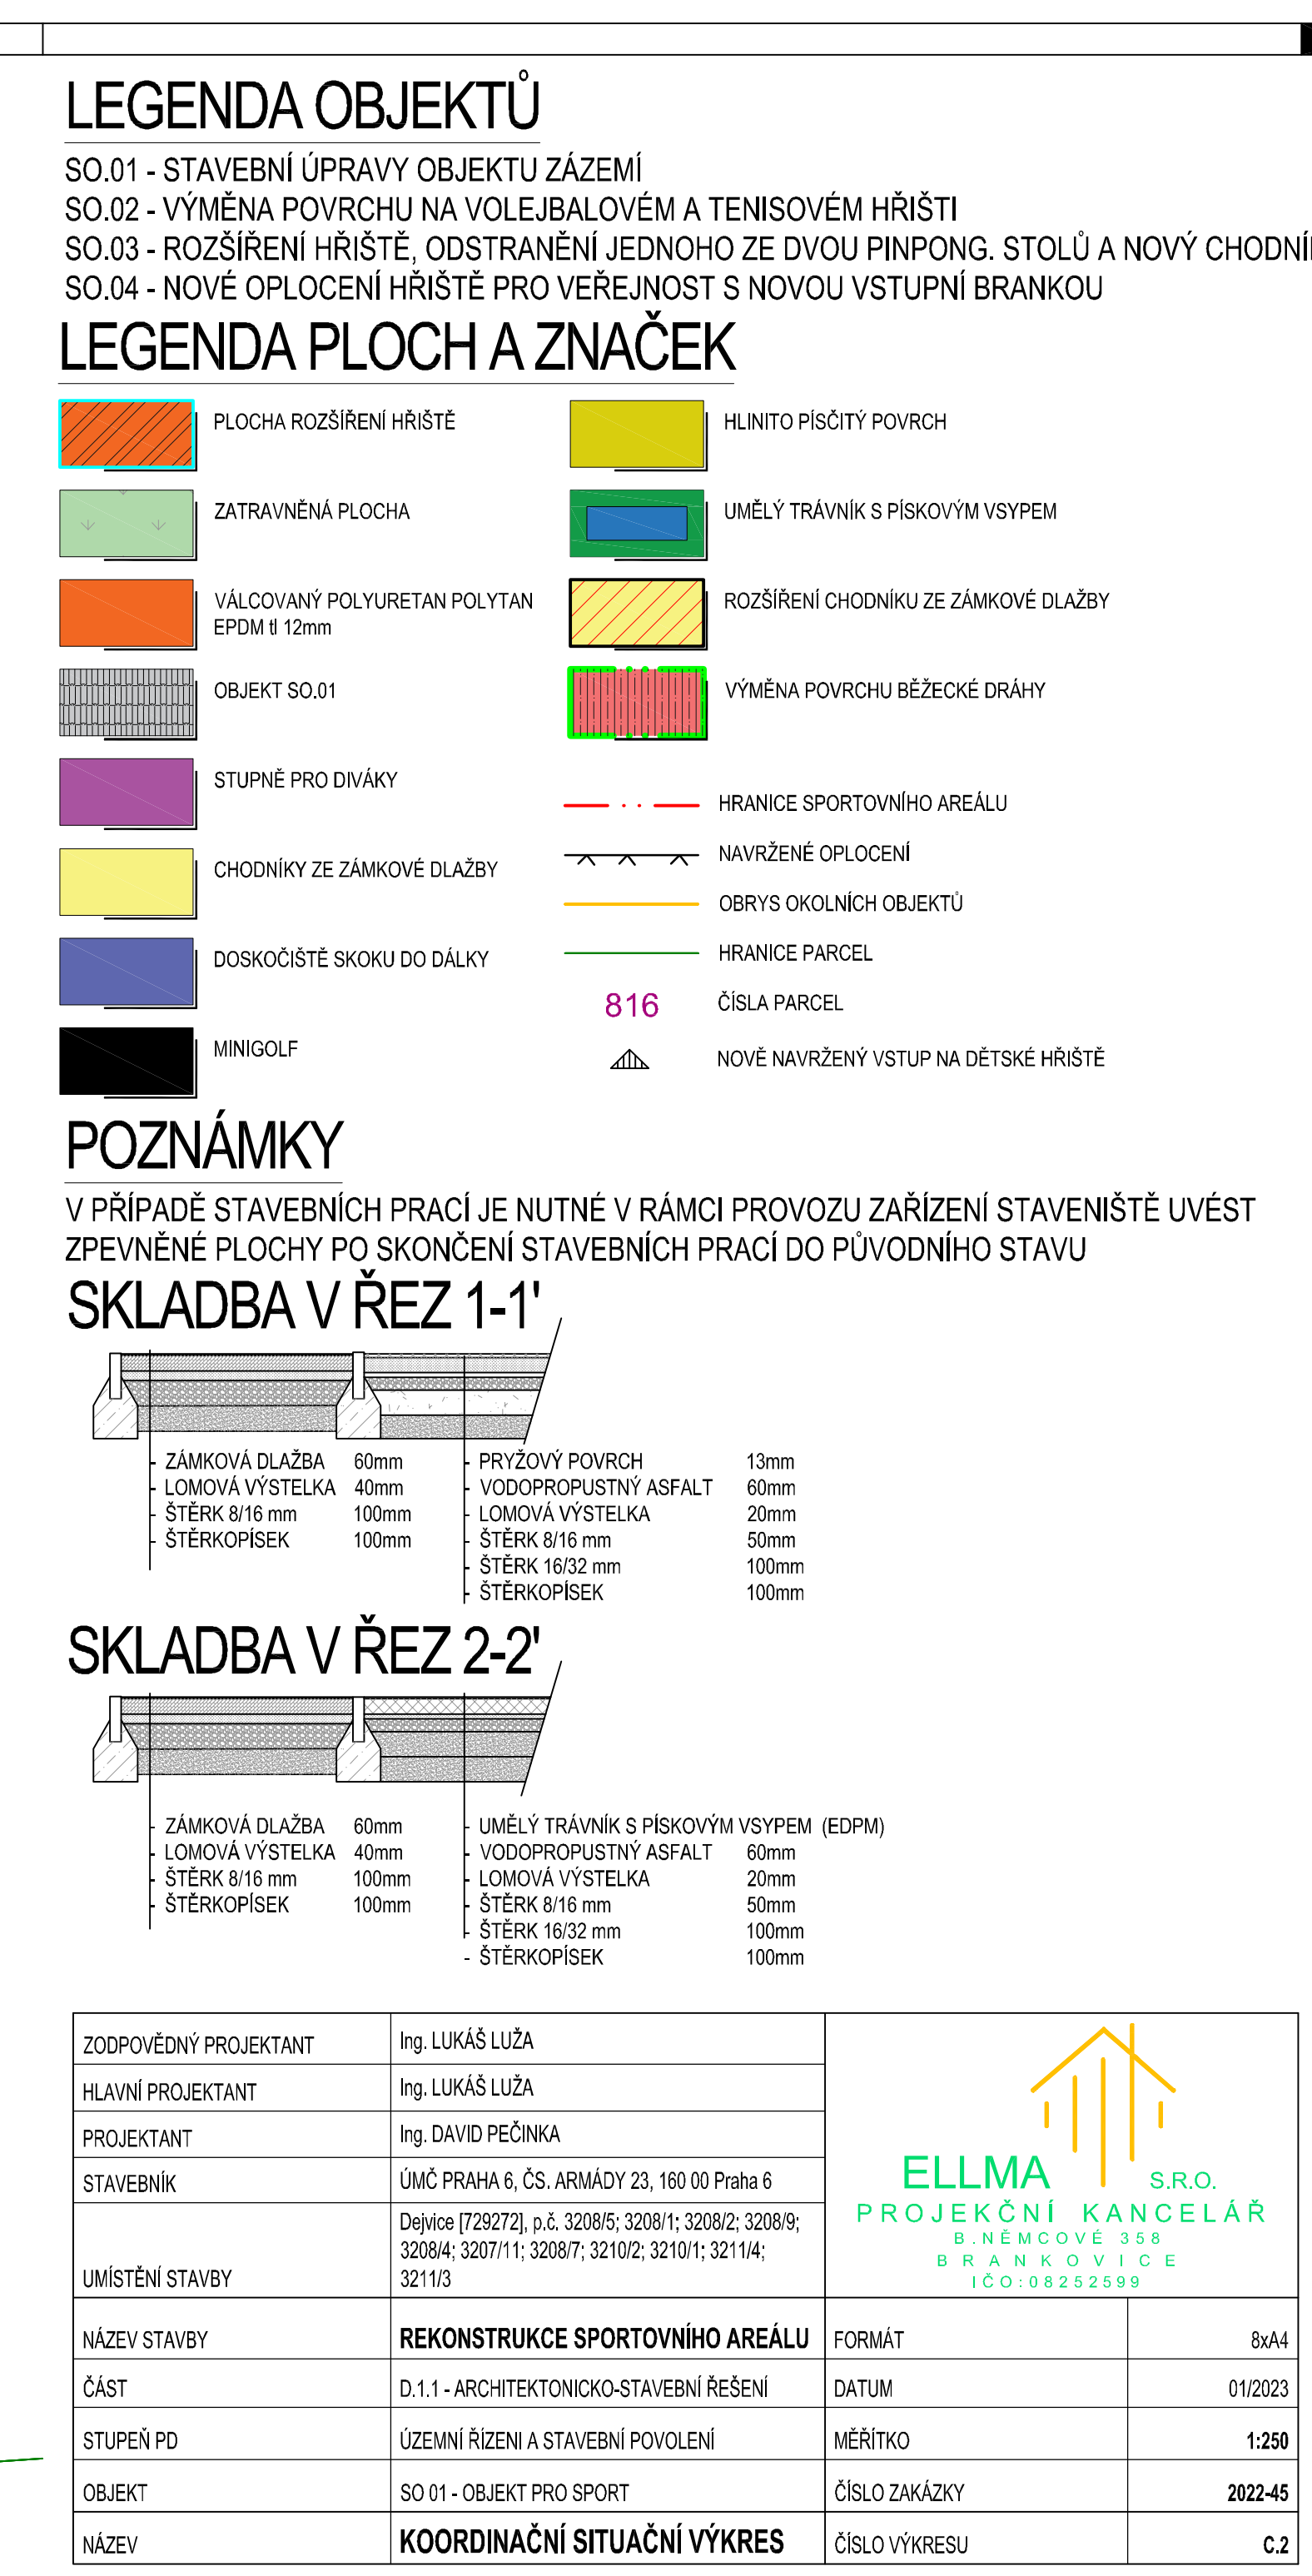 LEGENDA OBJEKTŮ
SO.01 - STAVEBNÍ ÚPRAVY OBJEKTU ZÁZEMÍ
SO.02 - VÝMĚNA POVRCHU NA VOLEJBALOVÉM A TENISOVÉM HŘIŠTI
SO.03 - ROZŠÍŘENÍ HŘIŠTĚ, ODSTRANĚNÍ JEDNOHO ZE DVOU PINPONG. STOLŮ A NOVÝ CHODNÍ
SO.04 - NOVÉ OPLOCENÍ HŘIŠTĚ PRO VEŘEJNOST S NOVOU VSTUPNÍ BRANKOU
LEGENDA PLOCH A ZNAČEK
PLOCHA ROZŠÍŘENÍ HŘIŠTĚ
ZATRAVNĚNÁ PLOCHA
VÁLCOVANÝ POLYURETAN POLYTAN
EPDM tl 12mm
OBJEKT SO.01
STUPNĚ PRO DIVÁKY
CHODNÍKY ZE ZÁMKOVÉ DLAŽBY
DOSKOČIŠTĚ SKOKU DO DÁLKY
MINIGOLF
HLINITO PÍSČITÝ POVRCH
UMĚLÝ TRÁVNÍK S PÍSKOVÝM VSYPEM
ROZŠÍŘENÍ CHODNÍKU ZE ZÁMKOVÉ DLAŽBY
VÝMĚNA POVRCHU BĚŽECKÉ DRÁHY
HRANICE SPORTOVNÍHO AREÁLU
NAVRŽENÉ OPLOCENÍ
OBRYS OKOLNÍCH OBJEKTŮ
HRANICE PARCEL
816 ČÍSLA PARCEL
NOVĚ NAVRŽENÝ VSTUP NA DĚTSKÉ HŘIŠTĚ
POZNÁMKY
V PŘÍPADĚ STAVEBNÍCH PRACÍ JE NUTNÉ V RÁMCI PROVOZU ZAŘÍZENÍ STAVENIŠTĚ UVÉST
ZPEVNĚNÉ PLOCHY PO SKONČENÍ STAVEBNÍCH PRACÍ DO PŮVODNÍHO STAVU
SKLADBA V ŘEZ 1-1'
- ZÁMKOVÁ DLAŽBA 60mm
- LOMOVÁ VÝSTELKA 40mm
- ŠTĚRK 8/16 mm 100mm
- ŠTĚRKOPÍSEK 100mm
- PRYŽOVÝ POVRCH 13mm
- VODOPROPUSTNÝ ASFALT 60mm
- LOMOVÁ VÝSTELKA 20mm
- ŠTĚRK 8/16 mm 50mm
- ŠTĚRK 16/32 mm 100mm
- ŠTĚRKOPÍSEK 100mm
SKLADBA V ŘEZ 2-2'
- ZÁMKOVÁ DLAŽBA 60mm
- LOMOVÁ VÝSTELKA 40mm
- ŠTĚRK 8/16 mm 100mm
- ŠTĚRKOPÍSEK 100mm
- UMĚLÝ TRÁVNÍK S PÍSKOVÝM VSYPEM (EDPM)
- VODOPROPUSTNÝ ASFALT 60mm
- LOMOVÁ VÝSTELKA 20mm
- ŠTĚRK 8/16 mm 50mm
- ŠTĚRK 16/32 mm 100mm
- ŠTĚRKOPÍSEK 100mm
ZODPOVĚDNÝ PROJEKTANT Ing. LUKÁŠ LUŽA
HLAVNÍ PROJEKTANT Ing. LUKÁŠ LUŽA
PROJEKTANT Ing. DAVID PEČINKA
STAVEBNÍK ÚMČ PRAHA 6, ČS. ARMÁDY 23, 160 00 Praha 6
UMÍSTĚNÍ STAVBY Dejvice [729272], p.č. 3208/5; 3208/1; 3208/2; 3208/9;
3208/4; 3207/11; 3208/7; 3210/2; 3210/1; 3211/4;
3211/3
ELLMA S.R.O.
PROJEKČNÍ KANCELÁŘ
B.NĚMCOVÉ 358
BRANKOVICE
IČO:08252599
NÁZEV STAVBY REKONSTRUKCE SPORTOVNÍHO AREÁLU FORMÁT 8xA4
ČÁST D.1.1 - ARCHITEKTONICKO-STAVEBNÍ ŘEŠENÍ DATUM 01/2023
STUPEŇ PD ÚZEMNÍ ŘÍZENI A STAVEBNÍ POVOLENÍ MĚŘÍTKO 1:250
OBJEKT SO 01 - OBJEKT PRO SPORT ČÍSLO ZAKÁZKY 2022-45
NÁZEV KOORDINAČNÍ SITUAČNÍ VÝKRES ČÍSLO VÝKRESU C.2